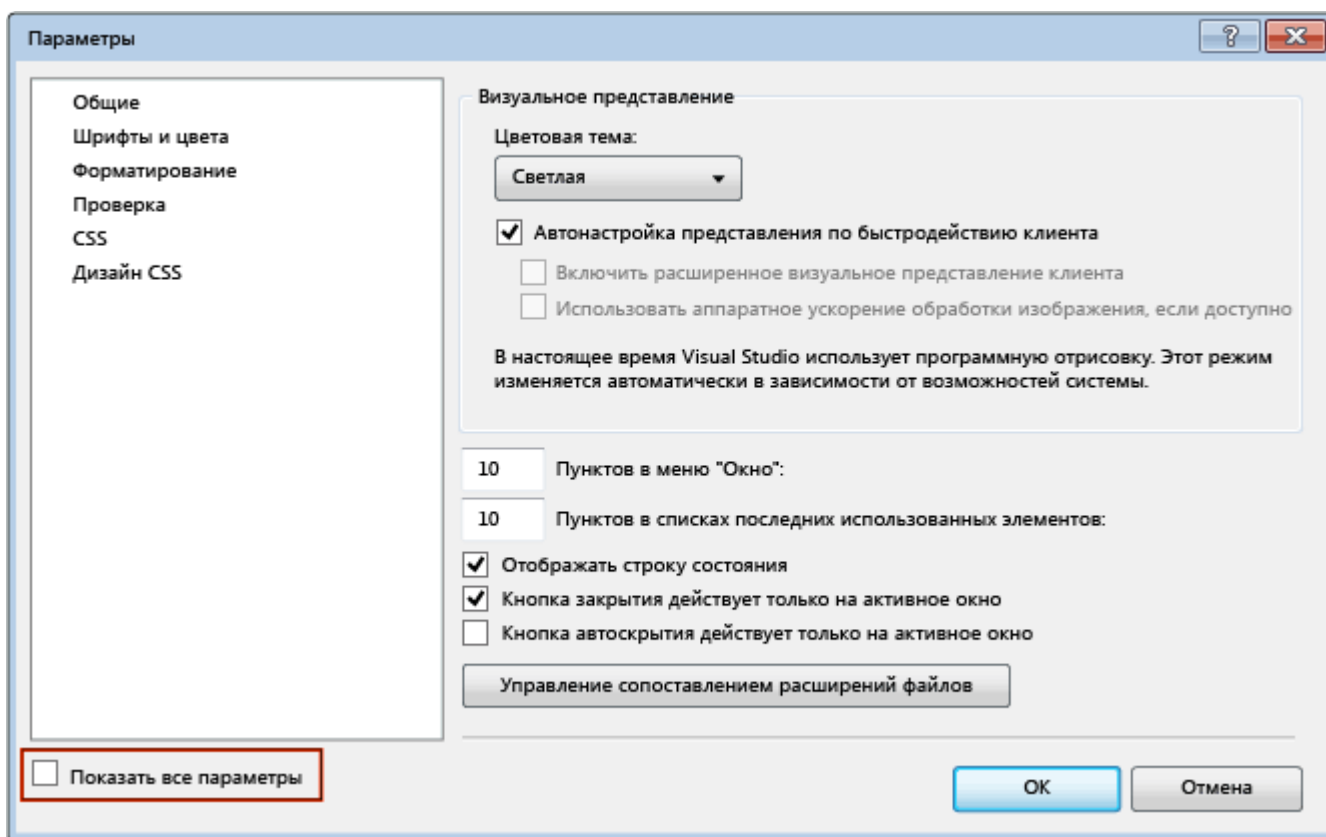 Параметры
Общие
Шрифты и цвета
Форматирование
Проверка
CSS
Дизайн CSS
Показать все параметры
Визуальное представление
Цветовая тема:
Светлая
Автонастройка представления по быстродействию клиента
Включить расширенное визуальное представление клиента
Использовать аппаратное ускорение обработки изображения, если доступно
В настоящее время Visual Studio использует программную отрисовку. Этот режим
изменяется автоматически в зависимости от возможностей системы.
10 Пунктов в меню "Окно":
10 Пунктов в списках последних использованных элементов:
Отображать строку состояния
Кнопка закрытия действует только на активное окно
Кнопка автоскрытия действует только на активное окно
Управление сопоставлением расширений файлов
ОК
Отмена